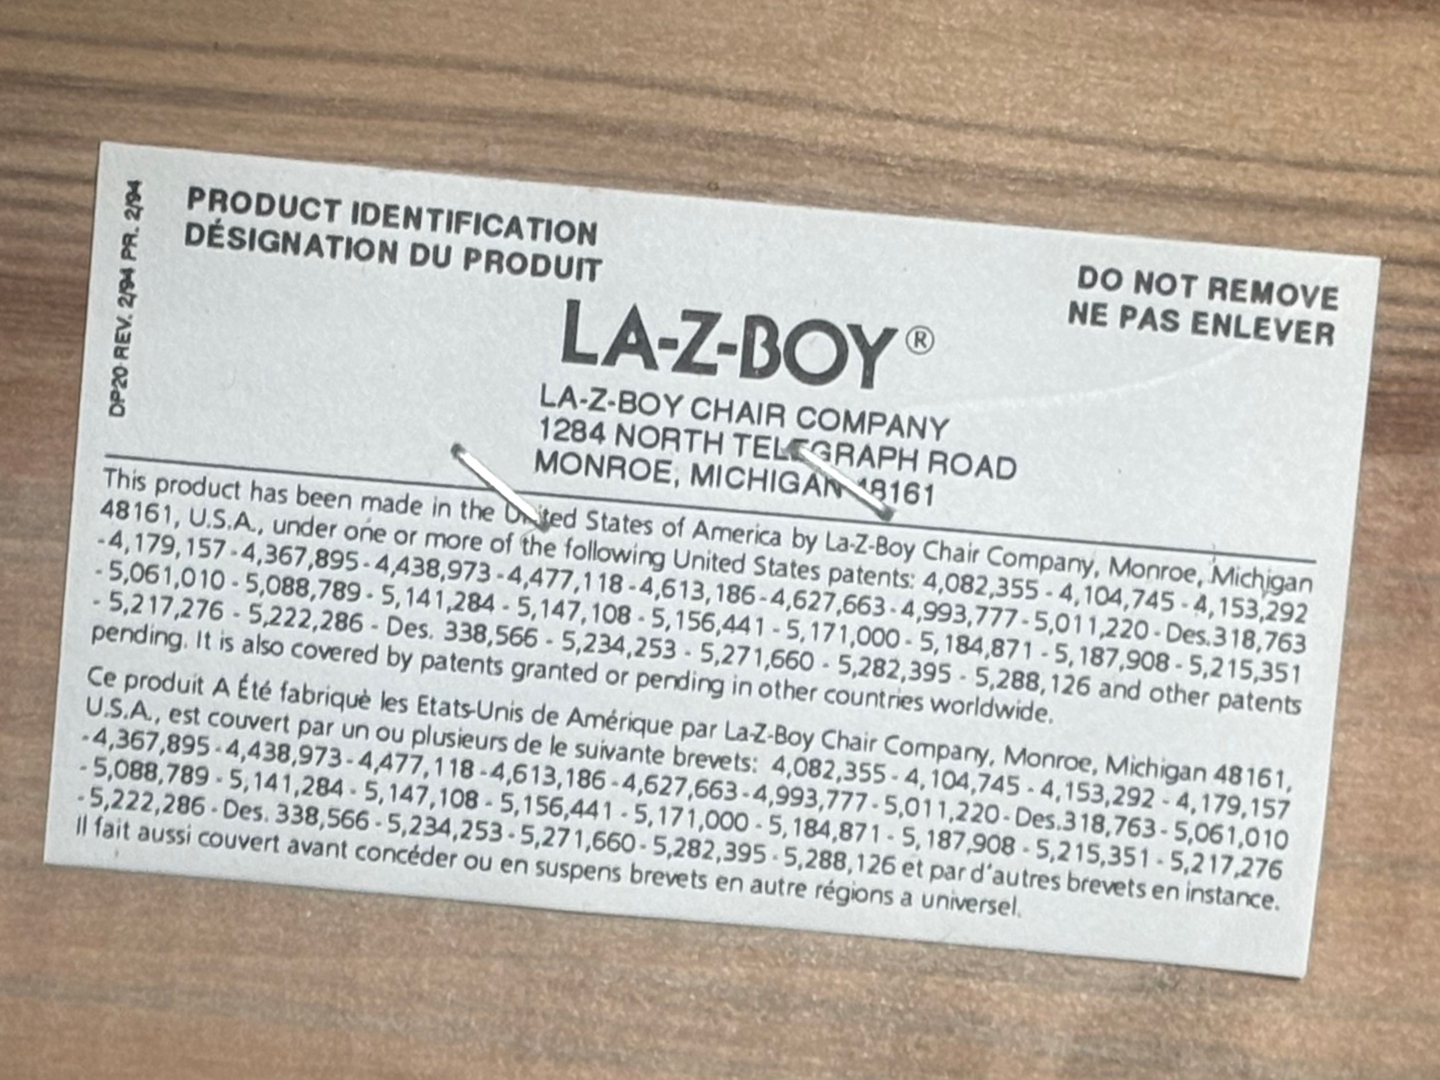 DP20 REV. 2/94 PR. 2/94
PRODUCT IDENTIFICATION
DÉSIGNATION DU PRODUIT
DO NOT REMOVE
NE PAS ENLEVER
LA-Z-BOY®
LA-Z-BOY CHAIR COMPANY
1284 NORTH TELEGRAPH ROAD
MONROE, MICHIGAN 48161
This product has been made in the United States of America by La-Z-Boy Chair Company, Monroe, Michigan
48161, U.S.A., under one or more of the following United States patents: 4,082,355 - 4,104,745 - 4,153,292
- 4,179,157 - 4,367,895 - 4,438,973 - 4,477,118 - 4,613,186 - 4,627,663 - 4,993,777 - 5,011,220 - Des. 318,763
- 5,061,010 - 5,088,789 - 5,141,284 - 5,147,108 - 5,156,441 - 5,171,000 - 5,184,871 - 5,187,908 - 5,215,351
- 5,217,276 - 5,222,286 - Des. 338,566 - 5,234,253 - 5,271,660 - 5,282,395 - 5,288,126 and other patents
pending. It is also covered by patents granted or pending in other countries worldwide.
Ce produit A Été fabriquè les Etats-Unis de Amérique par La-Z-Boy Chair Company, Monroe, Michigan 48161,
U.S.A., est couvert par un ou plusieurs de le suivante brevets: 4,082,355 - 4,104,745 - 4,153,292 - 4,179,157
- 4,367,895 - 4,438,973 - 4,477,118 - 4,613,186 - 4,627,663 - 4,993,777 - 5,011,220 - Des. 318,763 - 5,061,010
- 5,088,789 - 5,141,284 - 5,147,108 - 5,156,441 - 5,171,000 - 5,184,871 - 5,187,908 - 5,215,351 - 5,217,276
- 5,222,286 - Des. 338,566 - 5,234,253 - 5,271,660 - 5,282,395 - 5,288,126 et par d'autres brevets en instance.
Il fait aussi couvert avant concéder ou en suspens brevets en autre régions a universel.